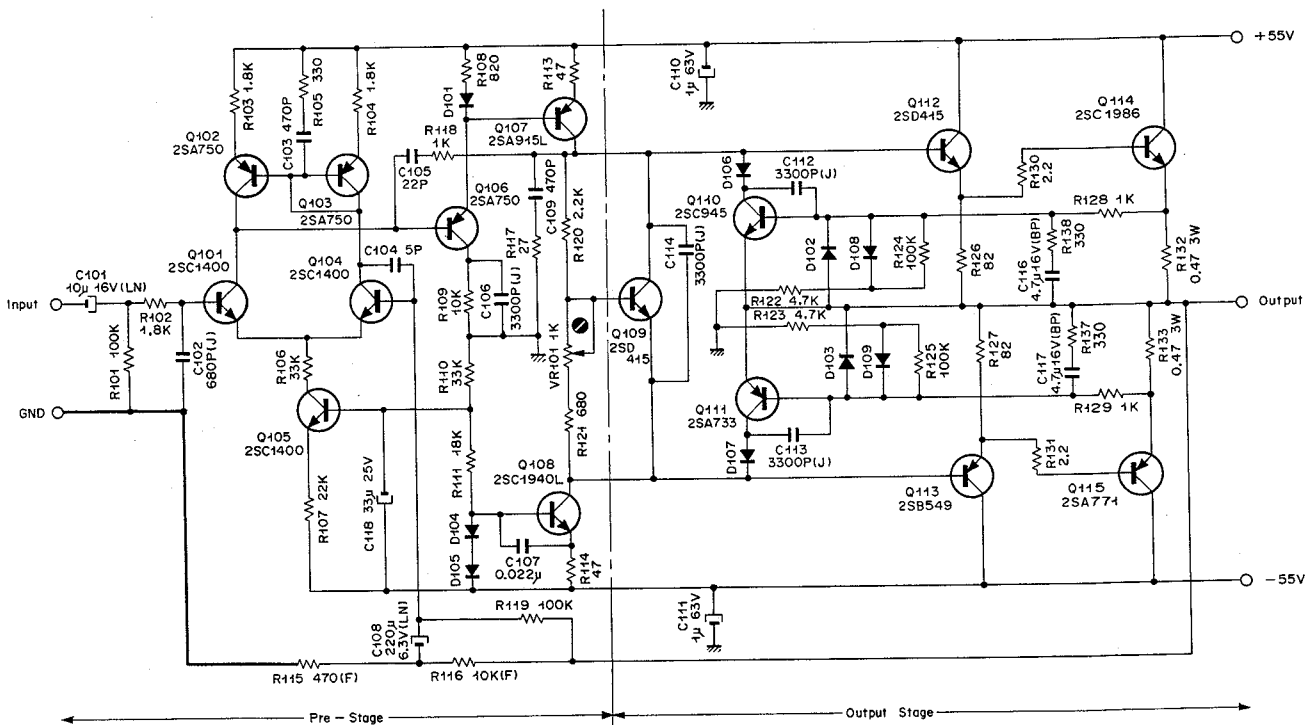 +55V
R103 1.8K
R105 330
R104 1.8K
R108
820
R113
47
C110
1µ 63V
D101
Q102
2SA750
C103 470P
Q107
2SA915L
Q112
2SD415
Q114
2SC1986
R118
1K
C105
22P
Q103
2SA750
Q106
2SA750
C109 470P
R120 2.2K
D106
C112
3300P(J)
R130
2.2
Q110
2SC945
R128 1K
Q101
2SC1400
Q104
2SC1400
C104 5P
R117
27
C114
3300P(J)
D102
D108
R124
100K
R126
82
C116
4.7µ16V(BP)
R138
330
R132
0.47 3W
C101
10µ 16V(LN)
Input
R102
1.8K
R109
10K
C106
3300P(J)
R122 4.7K
R123 4.7K
Output
R101 100K
C102
680P(J)
R106
33K
R110
33K
VR101 1K
Q109
2SD
415
D103
D109
R125
100K
R127
82
C117
4.7µ16V(BP)
R137
330
R133
0.47 3W
GND
Q105
2SC1400
R121 680
Q111
2SA733
R129 1K
R111 18K
C113
3300P(J)
D107
R131
2.2
Q108
2SC1940L
Q113
2SB549
Q115
2SA771
R107 22K
C118 33µ 25V
D104
D105
C107
0.022µ
R114
47
-55V
R119 100K
C108
220µ
6.3V(LN)
C111
1µ 63V
R115 470(F)
R116 10K(F)
Pre-Stage
Output Stage